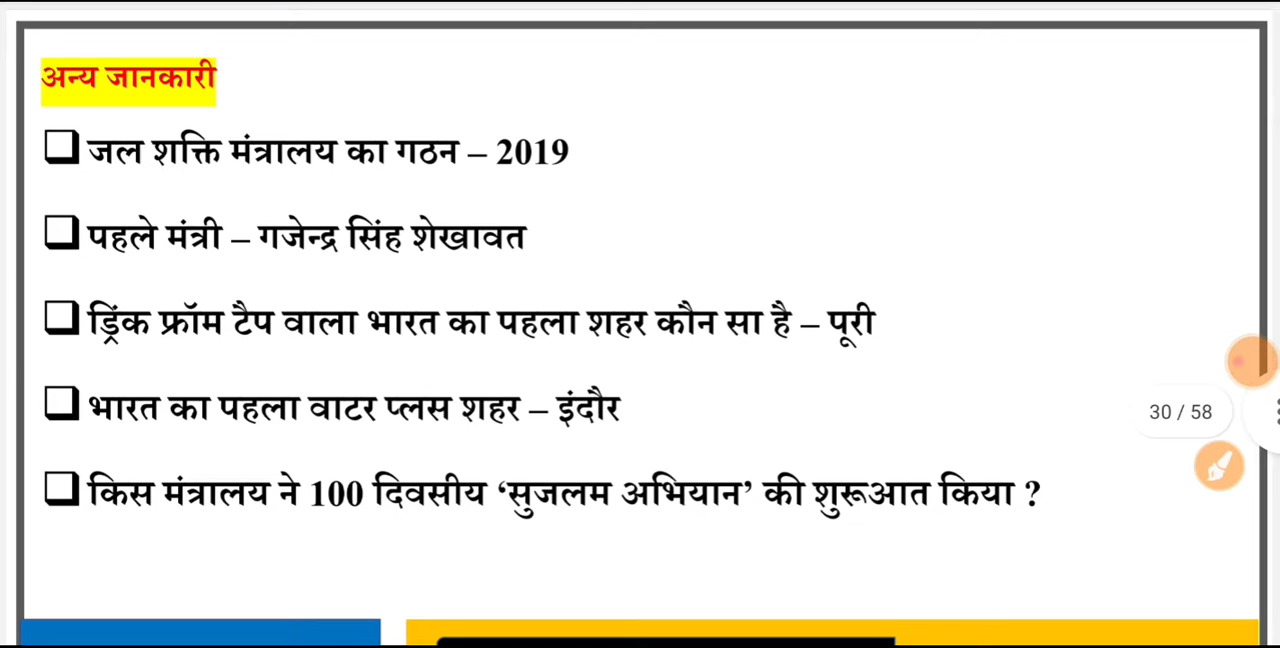 अन्य जानकारी
❑ जल शक्ति मंत्रालय का गठन – 2019
❑ पहले मंत्री – गजेन्द्र सिंह शेखावत
❑ ड्रिंक फ्रॉम टैप वाला भारत का पहला शहर कौन सा है – पूरी
❑ भारत का पहला वाटर प्लस शहर – इंदौर
30 / 58
❑ किस मंत्रालय ने 100 दिवसीय ‘सुजलम अभियान’ की शुरूआत किया ?